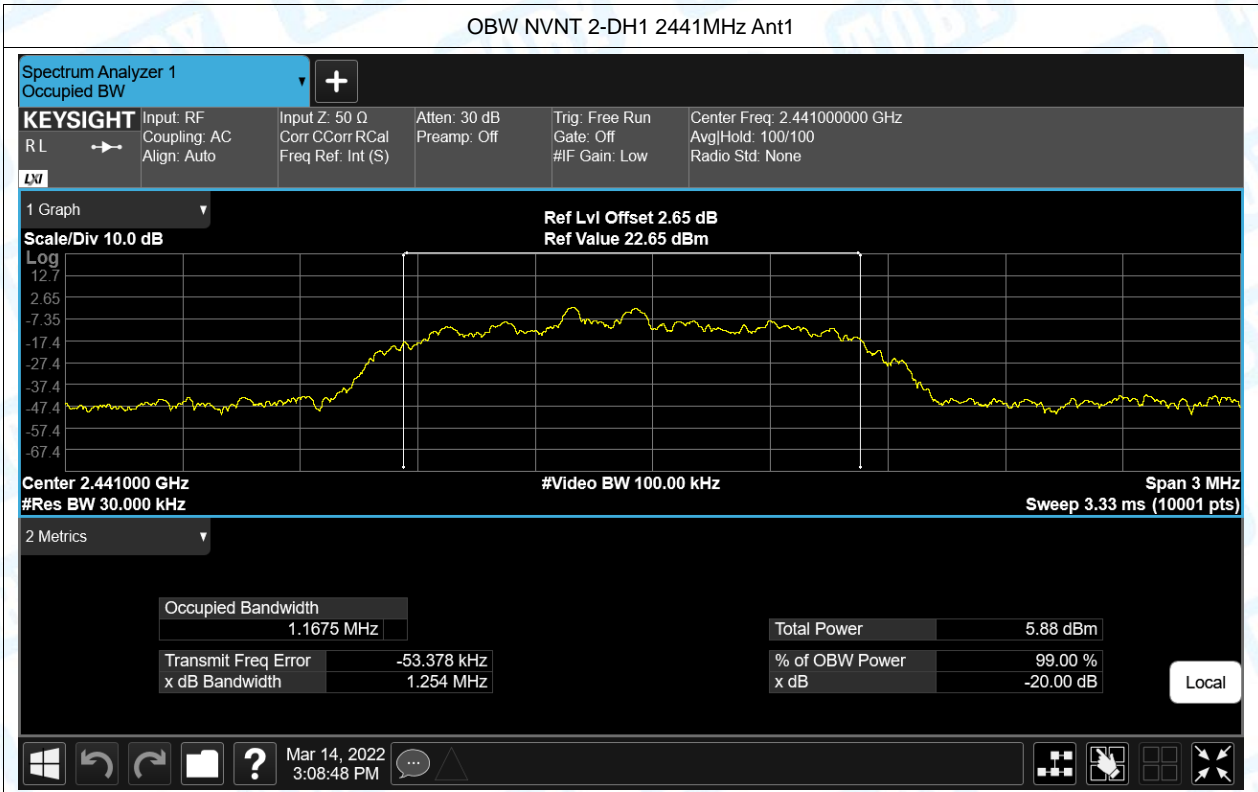 OBW NVNT 2-DH1 2441MHz Ant1
Spectrum Analyzer 1
Occupied BW
KEYSIGHT
RL
LXI
Input: RF
Coupling: AC
Align: Auto
Input Z: 50 Ω
Corr CCorr RCal
Freq Ref: Int (S)
Atten: 30 dB
Preamp: Off
Trig: Free Run
Gate: Off
#IF Gain: Low
Center Freq: 2.441000000 GHz
Avg|Hold: 100/100
Radio Std: None
1 Graph
Scale/Div 10.0 dB
Ref Lvl Offset 2.65 dB
Ref Value 22.65 dBm
Log
12.7
2.65
-7.35
-17.4
-27.4
-37.4
-47.4
-57.4
-67.4
Center 2.441000 GHz
#Res BW 30.000 kHz
#Video BW 100.00 kHz
Span 3 MHz
Sweep 3.33 ms (10001 pts)
2 Metrics
Occupied Bandwidth
1.1675 MHz
Transmit Freq Error -53.378 kHz
x dB Bandwidth 1.254 MHz
Total Power 5.88 dBm
% of OBW Power 99.00 %
x dB -20.00 dB
Local
?
Mar 14, 2022
3:08:48 PM